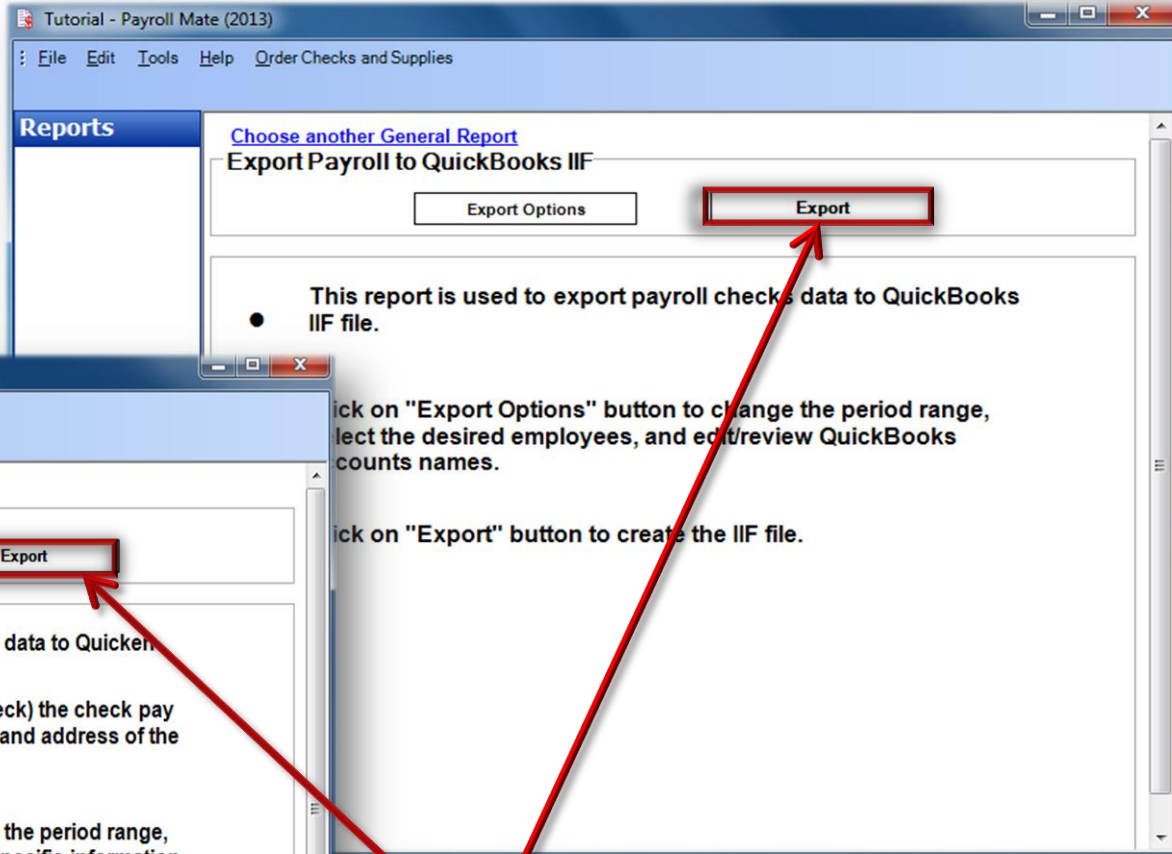 Tutorial - Payroll Mate (2013)
File Edit Tools Help Order Checks and Supplies
Reports
Choose another General Report
Export Payroll to QuickBooks IIF
Export Options Export
This report is used to export payroll checks data to QuickBooks
IIF file.
ick on "Export Options" button to change the period range,
lect the desired employees, and edit/review QuickBooks
counts names.
ick on "Export" button to create the IIF file.
Export
data to Quicken
eck) the check pay
and address of the
the period range,